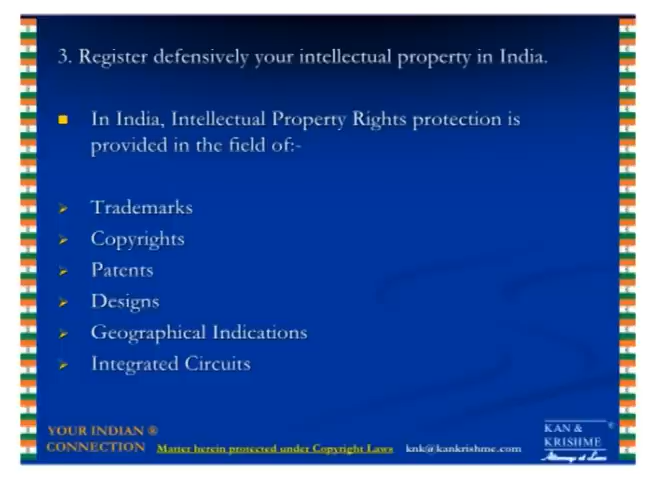 3. Register defensively your intellectual property in India.
In India, Intellectual Property Rights protection is
provided in the field of:-
Trademarks
Copyrights
Patents
Designs
Geographical Indications
Integrated Circuits
YOUR INDIAN ®
CONNECTION Matter herein protected under Copyright Laws knk@kankrishme.com
KAN & ®
KRISHME
Attorneys at Laws